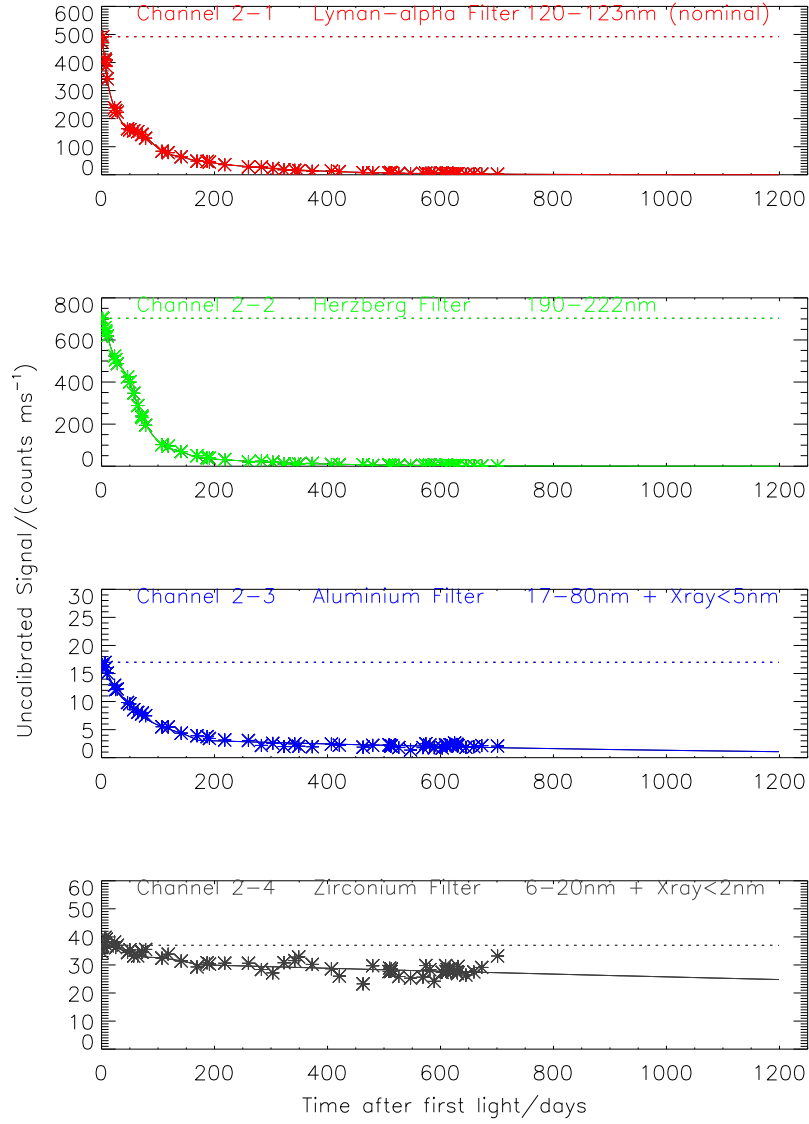 Channel 2-1 Lyman-alpha Filter 120-123nm (nominal)
600
500
400
300
200
100
0
0 200 400 600 800 1000 1200
Channel 2-2 Herzberg Filter 190-222nm
800
600
400
200
0
0 200 400 600 800 1000 1200
Uncalibrated Signal/(counts ms⁻¹)
Channel 2-3 Aluminium Filter 17-80nm + Xray<5nm
30
25
20
15
10
5
0
0 200 400 600 800 1000 1200
Channel 2-4 Zirconium Filter 6-20nm + Xray<2nm
60
50
40
30
20
10
0
0 200 400 600 800 1000 1200
Time after first light/days